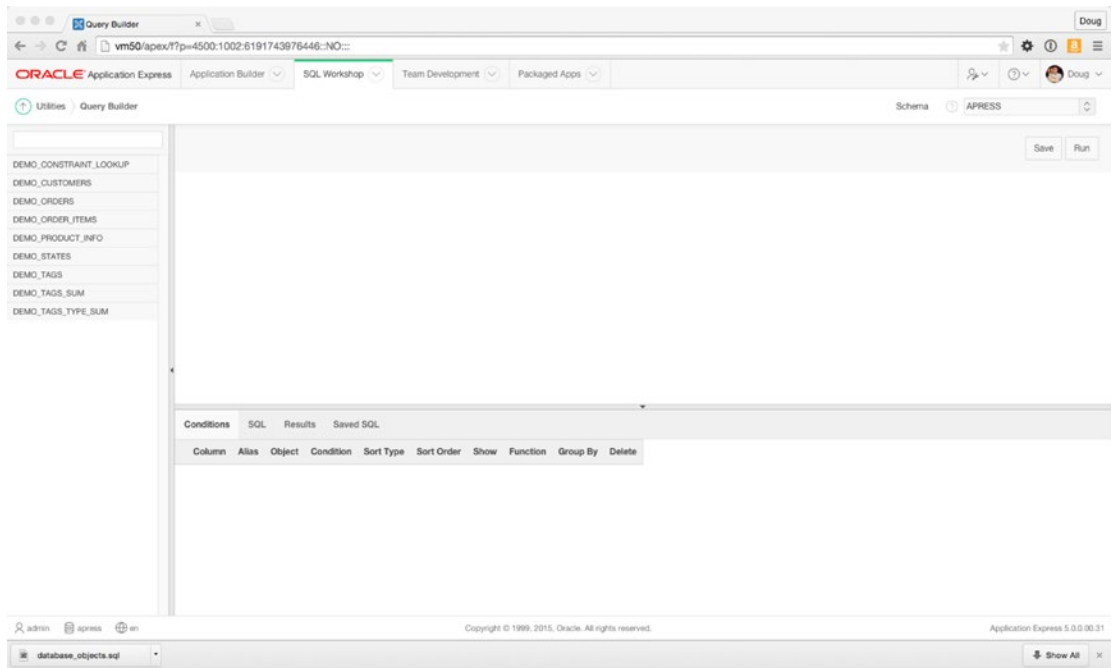 Query Builder
Doug
vm50/apex/f?p=4500:1002:6191743976446::NO:::
ORACLE Application Express Application Builder SQL Workshop Team Development Packaged Apps Doug
Utilities Query Builder Schema APRESS
Save Run
DEMO_CONSTRAINT_LOOKUP
DEMO_CUSTOMERS
DEMO_ORDERS
DEMO_ORDER_ITEMS
DEMO_PRODUCT_INFO
DEMO_STATES
DEMO_TAGS
DEMO_TAGS_SUM
DEMO_TAGS_TYPE_SUM
Conditions SQL Results Saved SQL
Column Alias Object Condition Sort Type Sort Order Show Function Group By Delete
admin apress en Copyright © 1999, 2015, Oracle. All rights reserved. Application Express 5.0.0.00.31
database_objects.sql Show All